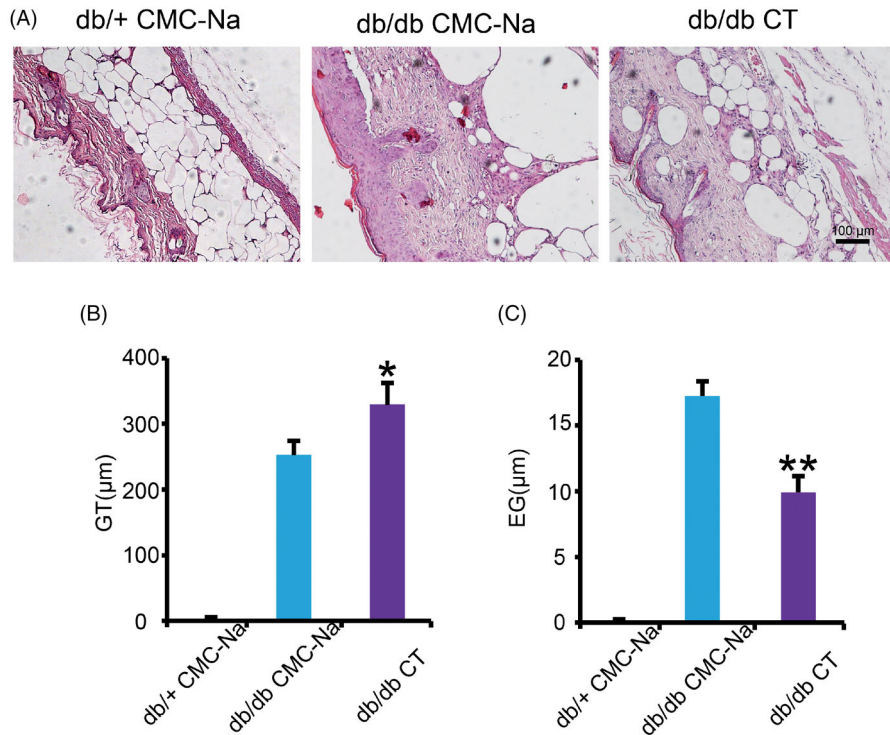 (A)
db/+ CMC-Na
db/db CMC-Na
db/db CT
100 µm
(B)
400
300
200
100
0
GT(µm)
*
db/+ CMC-Na
db/db CMC-Na
db/db CT
(C)
20
15
10
5
0
EG(µm)
**
db/+ CMC-Na
db/db CMC-Na
db/db CT